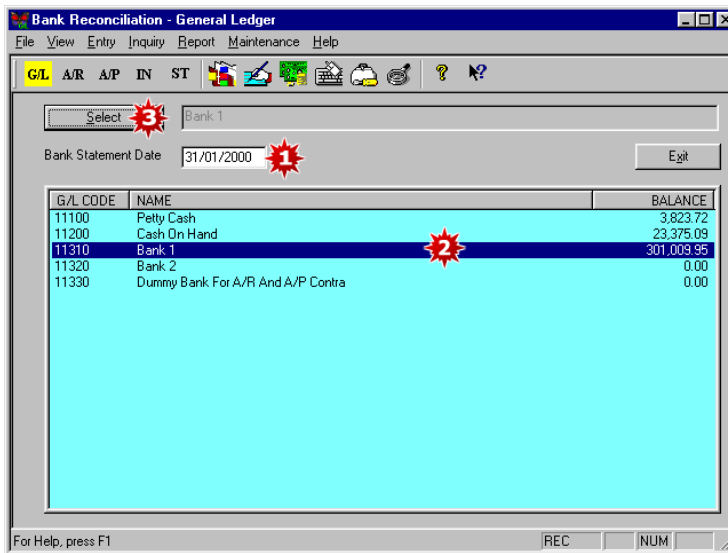 Bank Reconciliation - General Ledger
File View Entry Inquiry Report Maintenance Help
G/L A/R A/P IN ST ? ?
Select 3 Bank 1
Bank Statement Date 31/01/2000 1 Exit
G/L CODE NAME BALANCE
11100 Petty Cash 3,823.72
11200 Cash On Hand 23,375.09
11310 Bank 1 2 301,009.95
11320 Bank 2 0.00
11330 Dummy Bank For A/R And A/P Contra 0.00
For Help, press F1 REC NUM